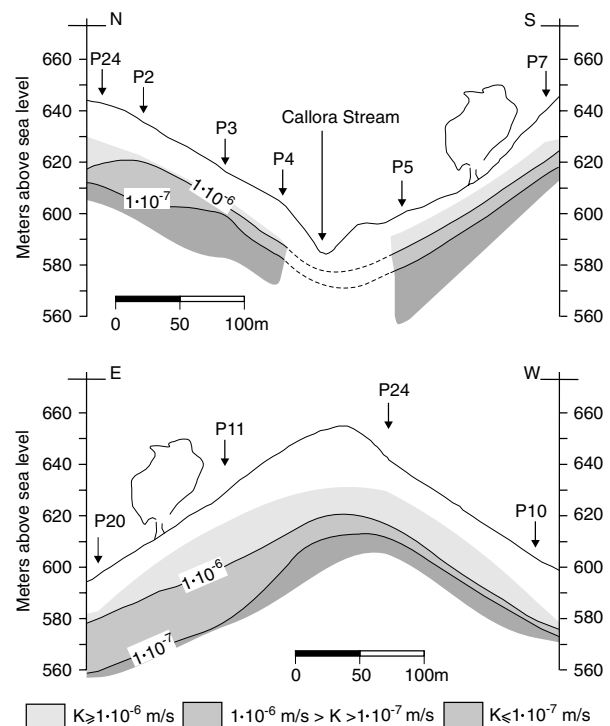 N S
P24 P2 P3 P4 Callora Stream P5 P7
Meters above sea level
660 660
640 640
620 620
600 600
580 580
560 560
1·10⁻⁶
1·10⁻⁷
0 50 100m
E W
P20 P11 P24 P10
Meters above sea level
660 660
640 640
620 620
600 600
580 580
560 560
1·10⁻⁶
1·10⁻⁷
0 50 100m
K⩾1·10⁻⁶ m/s 1·10⁻⁶ m/s > K >1·10⁻⁷ m/s K⩽1·10⁻⁷ m/s